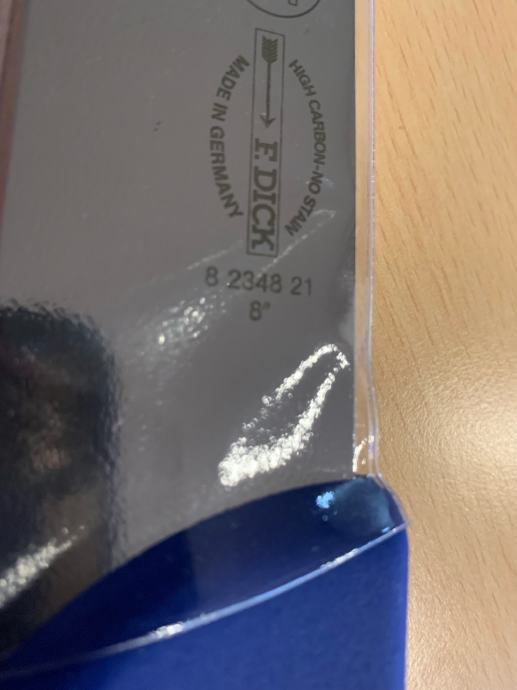 MADE IN GERMANY
F. DICK
HIGH CARBON-NO STAIN
8 2348 21
8"